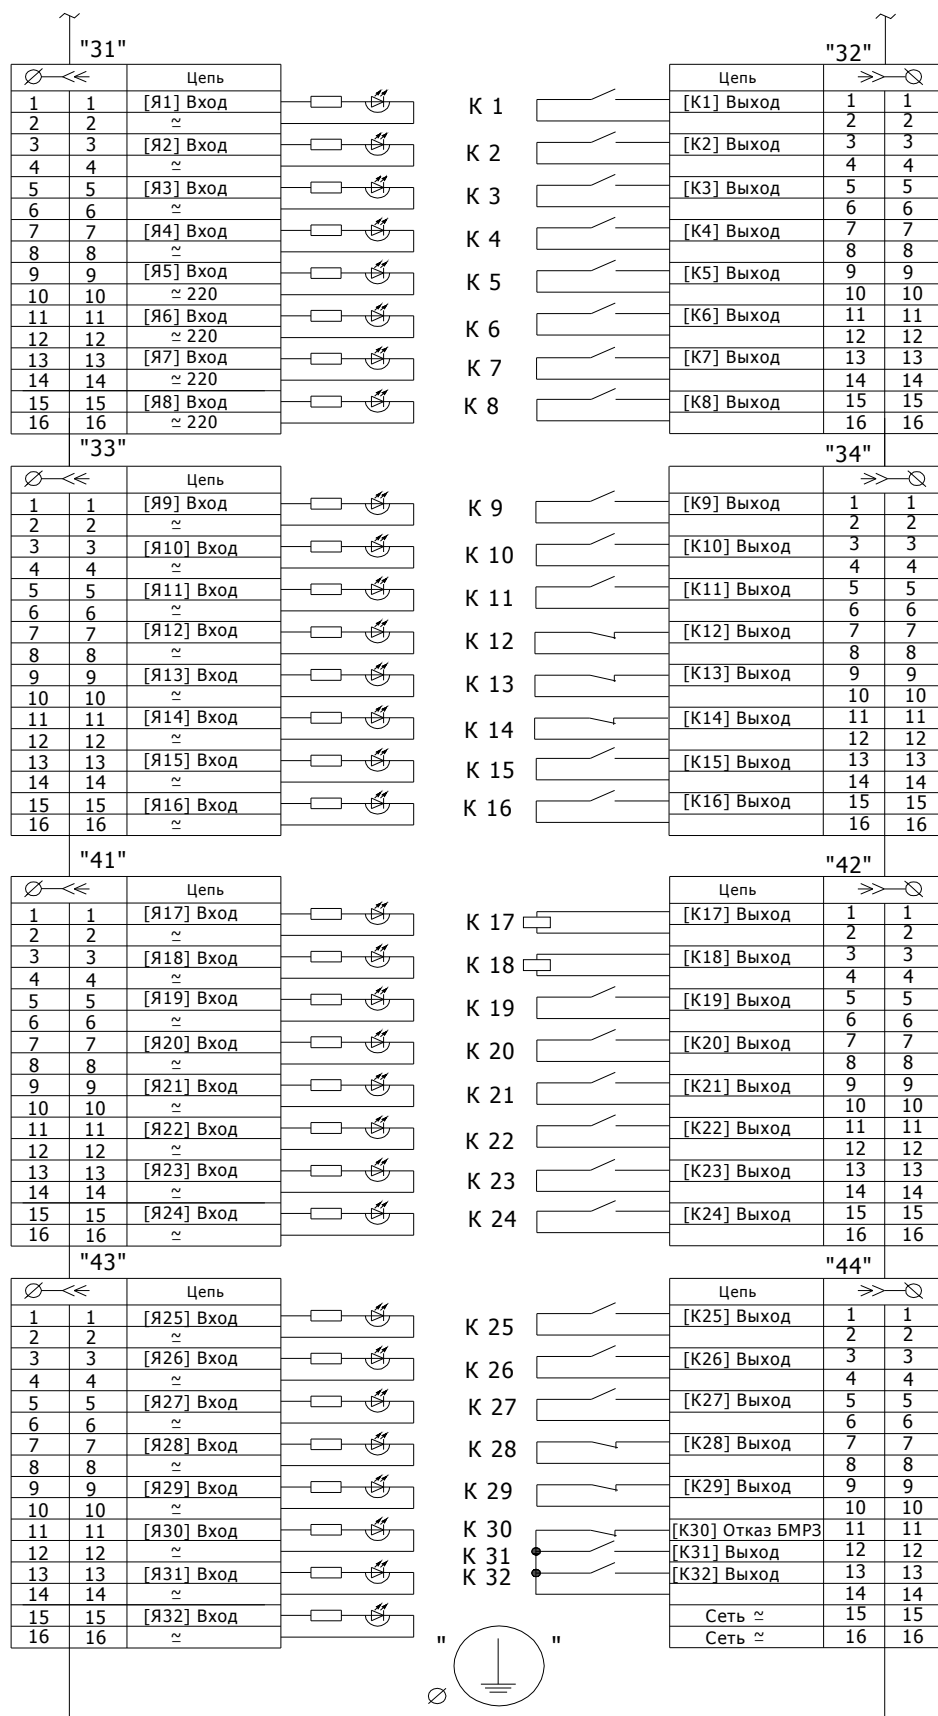 "31" "32"
Цепь Цепь
1 1 [Я1] Вход К 1 [К1] Выход 1 1
2 2 ≃ 2 2
3 3 [Я2] Вход К 2 [К2] Выход 3 3
4 4 ≃ 4 4
5 5 [Я3] Вход К 3 [К3] Выход 5 5
6 6 ≃ 6 6
7 7 [Я4] Вход К 4 [К4] Выход 7 7
8 8 ≃ 8 8
9 9 [Я5] Вход К 5 [К5] Выход 9 9
10 10 ≃ 220 10 10
11 11 [Я6] Вход К 6 [К6] Выход 11 11
12 12 ≃ 220 12 12
13 13 [Я7] Вход К 7 [К7] Выход 13 13
14 14 ≃ 220 14 14
15 15 [Я8] Вход К 8 [К8] Выход 15 15
16 16 ≃ 220 16 16
"33" "34"
Цепь
1 1 [Я9] Вход К 9 [К9] Выход 1 1
2 2 ≃ 2 2
3 3 [Я10] Вход К 10 [К10] Выход 3 3
4 4 ≃ 4 4
5 5 [Я11] Вход К 11 [К11] Выход 5 5
6 6 ≃ 6 6
7 7 [Я12] Вход К 12 [К12] Выход 7 7
8 8 ≃ 8 8
9 9 [Я13] Вход К 13 [К13] Выход 9 9
10 10 ≃ 10 10
11 11 [Я14] Вход К 14 [К14] Выход 11 11
12 12 ≃ 12 12
13 13 [Я15] Вход К 15 [К15] Выход 13 13
14 14 ≃ 14 14
15 15 [Я16] Вход К 16 [К16] Выход 15 15
16 16 ≃ 16 16
"41" "42"
Цепь Цепь
1 1 [Я17] Вход К 17 [К17] Выход 1 1
2 2 ≃ 2 2
3 3 [Я18] Вход К 18 [К18] Выход 3 3
4 4 ≃ 4 4
5 5 [Я19] Вход К 19 [К19] Выход 5 5
6 6 ≃ 6 6
7 7 [Я20] Вход К 20 [К20] Выход 7 7
8 8 ≃ 8 8
9 9 [Я21] Вход К 21 [К21] Выход 9 9
10 10 ≃ 10 10
11 11 [Я22] Вход К 22 [К22] Выход 11 11
12 12 ≃ 12 12
13 13 [Я23] Вход К 23 [К23] Выход 13 13
14 14 ≃ 14 14
15 15 [Я24] Вход К 24 [К24] Выход 15 15
16 16 ≃ 16 16
"43" "44"
Цепь Цепь
1 1 [Я25] Вход К 25 [К25] Выход 1 1
2 2 ≃ 2 2
3 3 [Я26] Вход К 26 [К26] Выход 3 3
4 4 ≃ 4 4
5 5 [Я27] Вход К 27 [К27] Выход 5 5
6 6 ≃ 6 6
7 7 [Я28] Вход К 28 [К28] Выход 7 7
8 8 ≃ 8 8
9 9 [Я29] Вход К 29 [К29] Выход 9 9
10 10 ≃ 10 10
11 11 [Я30] Вход К 30 [К30] Отказ БМРЗ 11 11
12 12 ≃ К 31 [К31] Выход 12 12
13 13 [Я31] Вход К 32 [К32] Выход 13 13
14 14 ≃ 14 14
15 15 [Я32] Вход Сеть ≃ 15 15
16 16 ≃ Сеть ≃ 16 16
" "